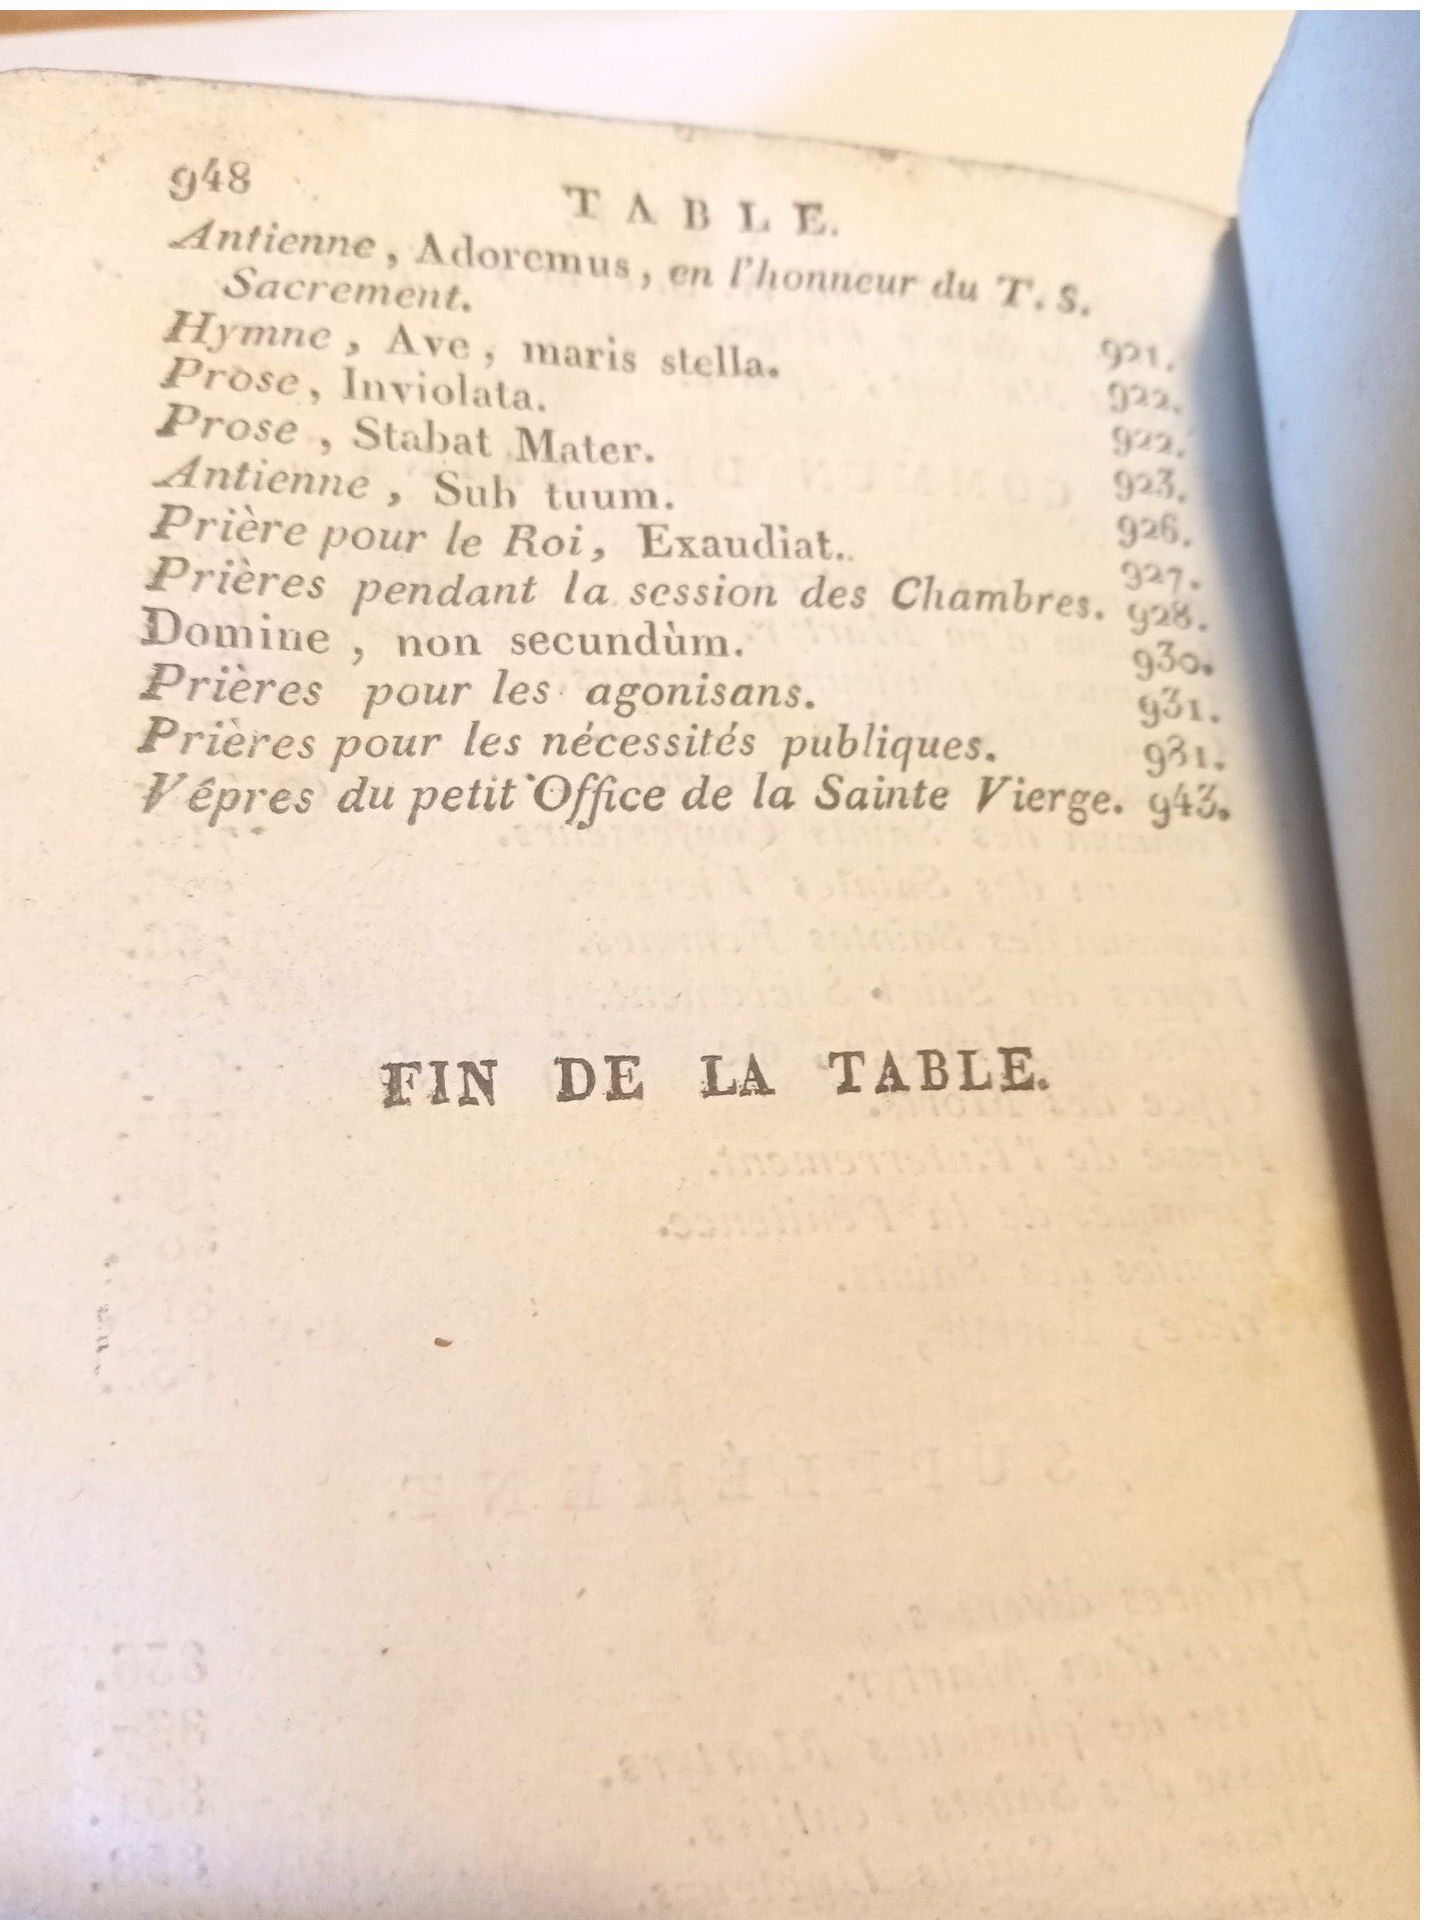 948
TABLE.
Antienne, Adoremus, en l'honneur du T. S.
Sacrement. 921.
Hymne, Ave, maris stella. 922.
Prose, Inviolata. 922.
Prose, Stabat Mater. 923.
Antienne, Sub tuum. 926.
Prière pour le Roi, Exaudiat. 927.
Prières pendant la session des Chambres. 928.
Domine, non secundùm. 930.
Prières pour les agonisans. 931.
Prières pour les nécessités publiques. 931.
Vêpres du petit Office de la Sainte Vierge. 943.
FIN DE LA TABLE.